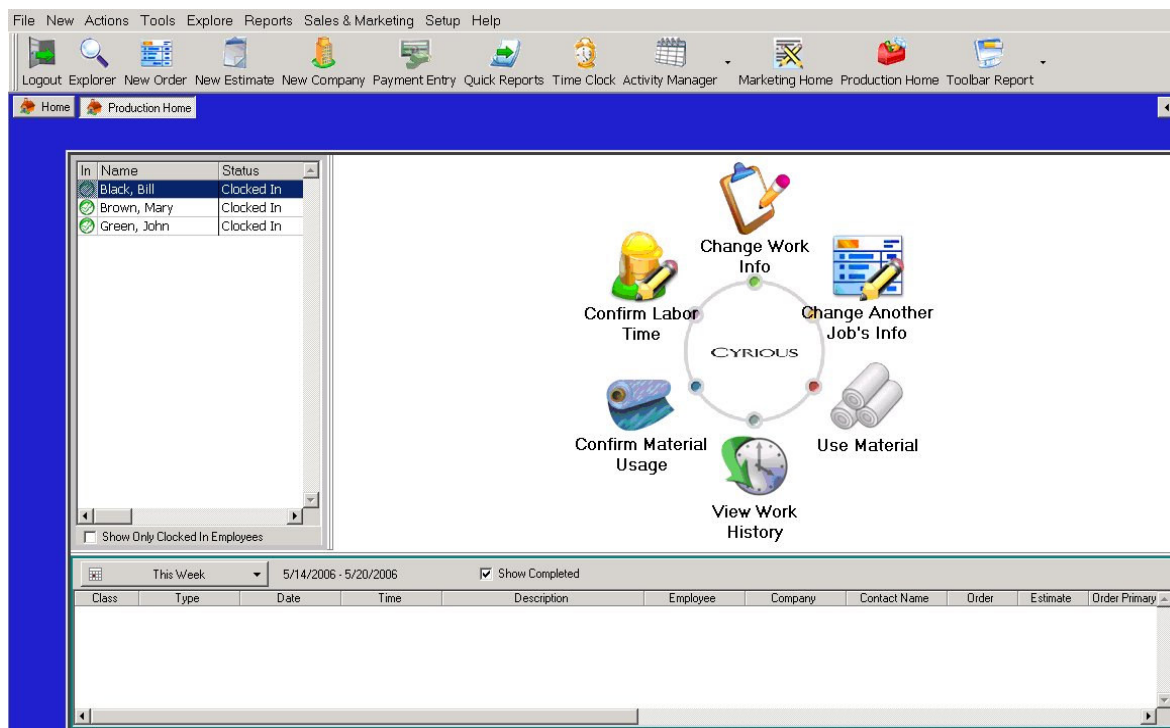 File New Actions Tools Explore Reports Sales & Marketing Setup Help
Logout Explorer New Order New Estimate New Company Payment Entry Quick Reports Time Clock Activity Manager Marketing Home Production Home Toolbar Report
Home Production Home
In Name Status
Black, Bill Clocked In
Brown, Mary Clocked In
Green, John Clocked In
Show Only Clocked In Employees
Change Work
Info
Confirm Labor
Time
Change Another
Job's Info
CYRIOUS
Confirm Material
Usage
Use Material
View Work
History
This Week 5/14/2006 - 5/20/2006 Show Completed
Class Type Date Time Description Employee Company Contact Name Order Estimate Order Primary